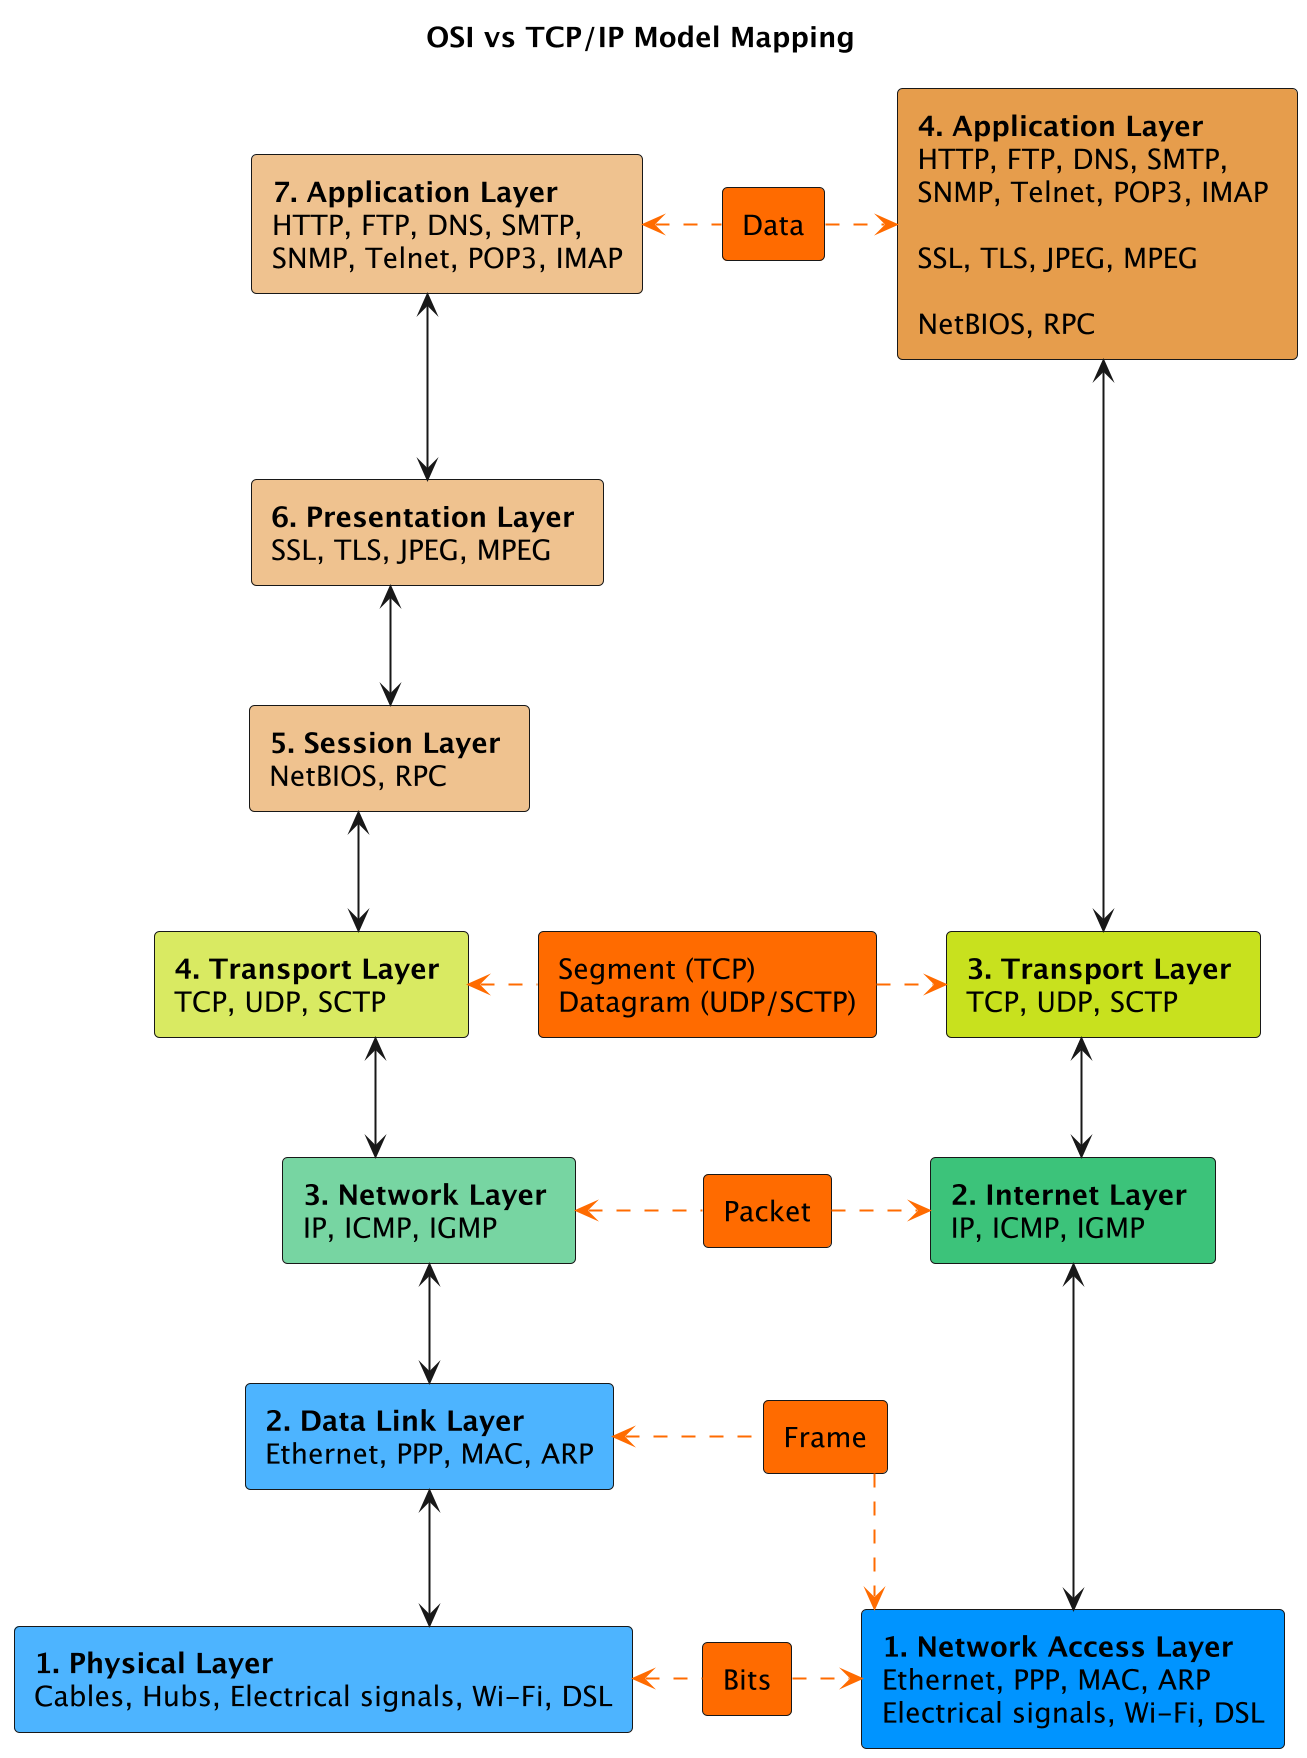 OSI vs TCP/IP Model Mapping
7. Application Layer
HTTP, FTP, DNS, SMTP,
SNMP, Telnet, POP3, IMAP
Data
4. Application Layer
HTTP, FTP, DNS, SMTP,
SNMP, Telnet, POP3, IMAP
SSL, TLS, JPEG, MPEG
NetBIOS, RPC
6. Presentation Layer
SSL, TLS, JPEG, MPEG
5. Session Layer
NetBIOS, RPC
4. Transport Layer
TCP, UDP, SCTP
Segment (TCP)
Datagram (UDP/SCTP)
3. Transport Layer
TCP, UDP, SCTP
3. Network Layer
IP, ICMP, IGMP
Packet
2. Internet Layer
IP, ICMP, IGMP
2. Data Link Layer
Ethernet, PPP, MAC, ARP
Frame
1. Physical Layer
Cables, Hubs, Electrical signals, Wi-Fi, DSL
Bits
1. Network Access Layer
Ethernet, PPP, MAC, ARP
Electrical signals, Wi-Fi, DSL